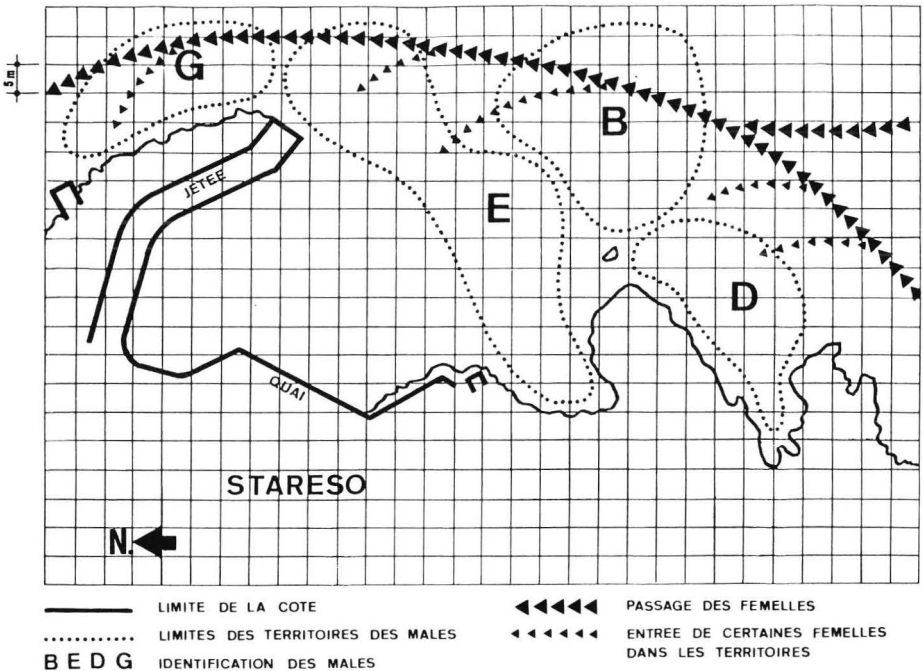 5 m
G
B
JETÉE
E
D
QUAI
STARESO
N.
LIMITE DE LA COTE
LIMITES DES TERRITOIRES DES MALES
B E D G IDENTIFICATION DES MALES
PASSAGE DES FEMELLES
ENTREE DE CERTAINES FEMELLES
DANS LES TERRITOIRES